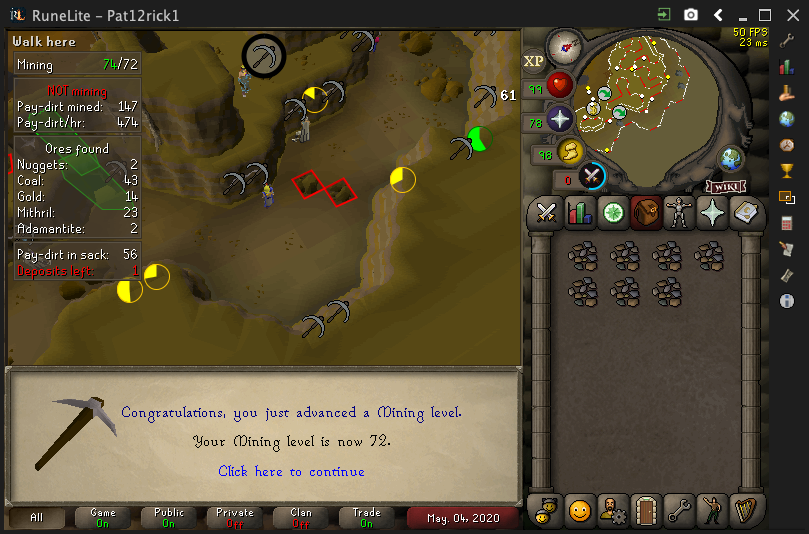 RuneLite - Pat12rick1
Walk here
50 FPS
23 ms
Mining 74/72
XP
NOT mining
99
Pay-dirt mined: 147
61
Pay-dirt/hr: 474
78
Ores found
98
Nuggets: 2
Coal: 43
0
Gold: 14
WIKI
Mithril: 23
Adamantite: 2
Pay-dirt in sack: 56
Deposits left: 1
Congratulations, you just advanced a Mining level.
Your Mining level is now 72.
Click here to continue
All
Game
On
Public
On
Private
Off
Clan
Off
Trade
On
May. 04, 2020